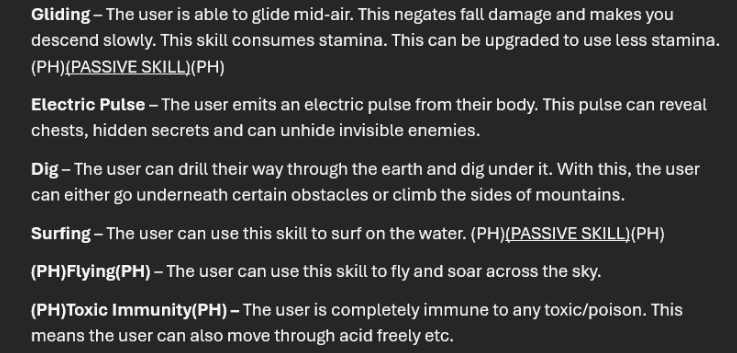 Gliding – The user is able to glide mid-air. This negates fall damage and makes you
descend slowly. This skill consumes stamina. This can be upgraded to use less stamina.
(PH)(PASSIVE SKILL)(PH)
Electric Pulse – The user emits an electric pulse from their body. This pulse can reveal
chests, hidden secrets and can unhide invisible enemies.
Dig – The user can drill their way through the earth and dig under it. With this, the user
can either go underneath certain obstacles or climb the sides of mountains.
Surfing – The user can use this skill to surf on the water. (PH)(PASSIVE SKILL)(PH)
(PH)Flying(PH) – The user can use this skill to fly and soar across the sky.
(PH)Toxic Immunity(PH) – The user is completely immune to any toxic/poison. This
means the user can also move through acid freely etc.